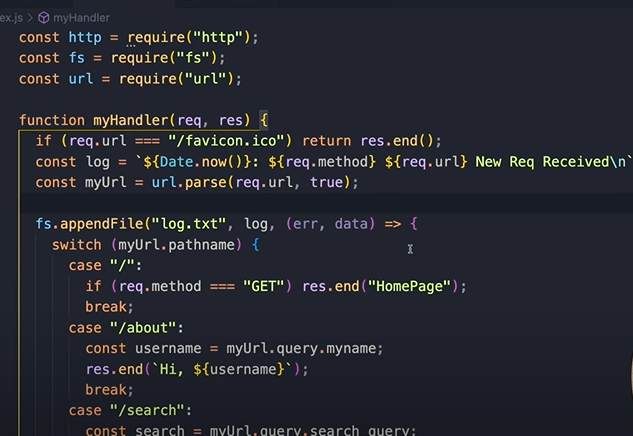 ex.js > myHandler
const http = require("http");
const fs = require("fs");
const url = require("url");
function myHandler(req, res) {
if (req.url === "/favicon.ico") return res.end();
const log = `${Date.now()}: ${req.method} ${req.url} New Req Received\n`
const myUrl = url.parse(req.url, true);
fs.appendFile("log.txt", log, (err, data) => {
switch (myUrl.pathname) {
case "/":
if (req.method === "GET") res.end("HomePage");
break;
case "/about":
const username = myUrl.query.myname;
res.end(`Hi, ${username}`);
break;
case "/search":
const search = myUrl.query.search_query;